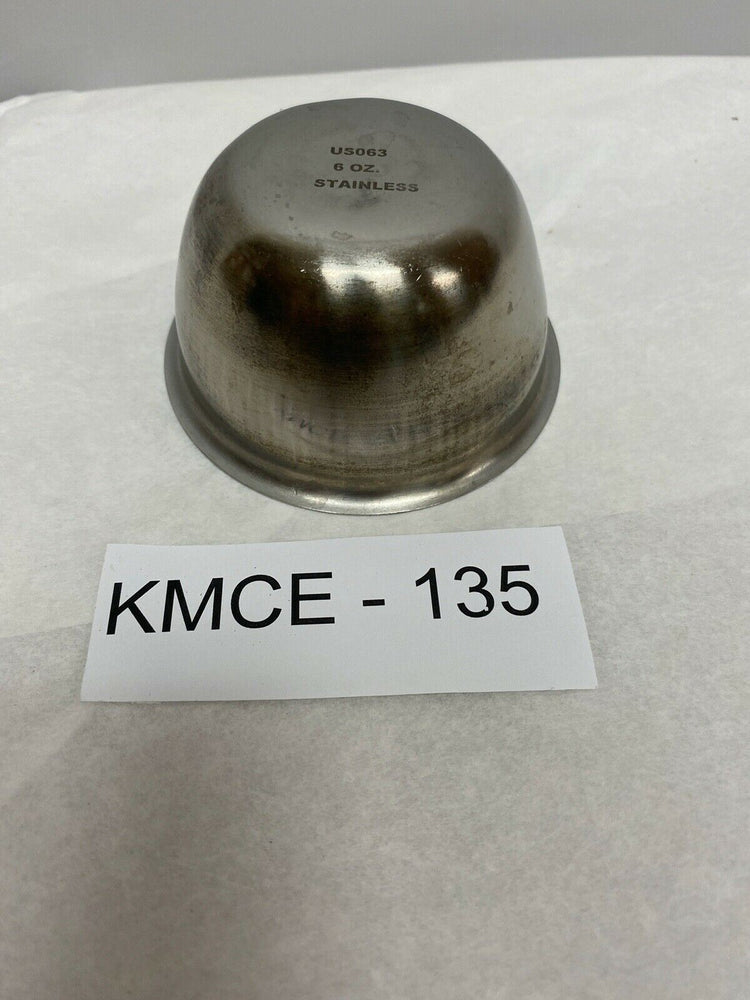 US063
6 OZ.
STAINLESS
KMCE - 135